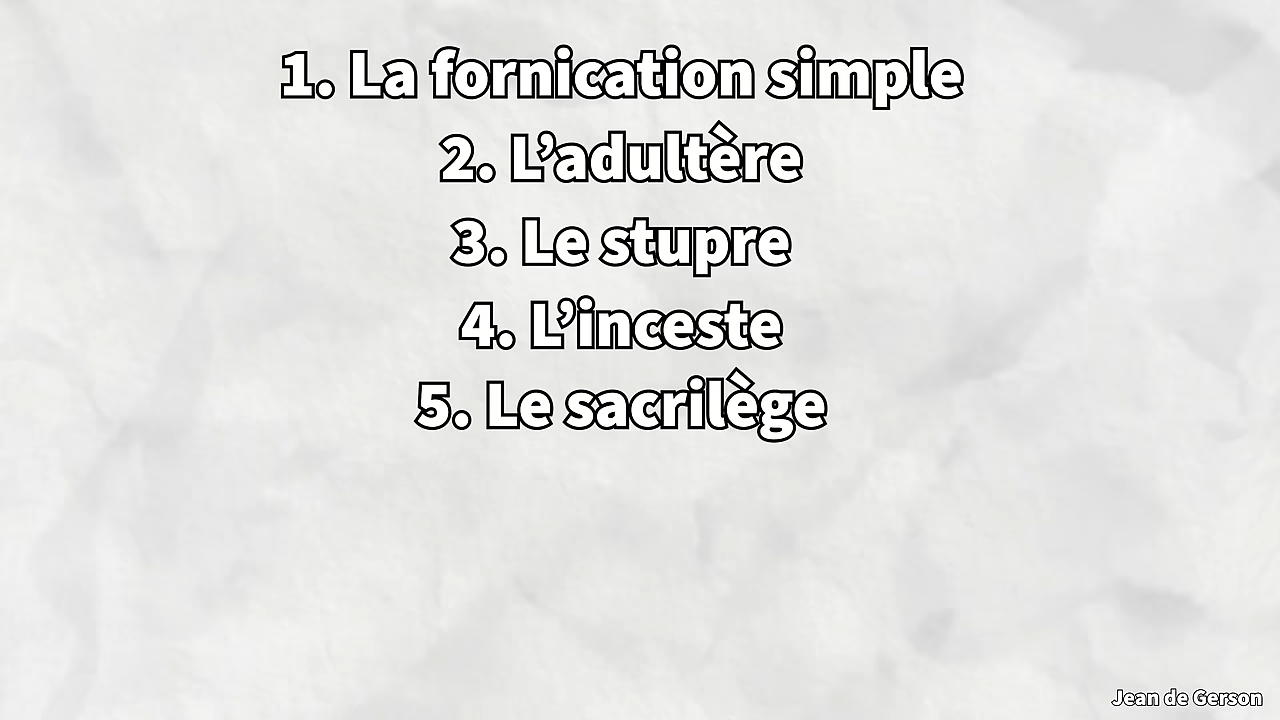 1. La fornication simple
2. L’adultère
3. Le stupre
4. L’inceste
5. Le sacrilège
Jean de Gerson